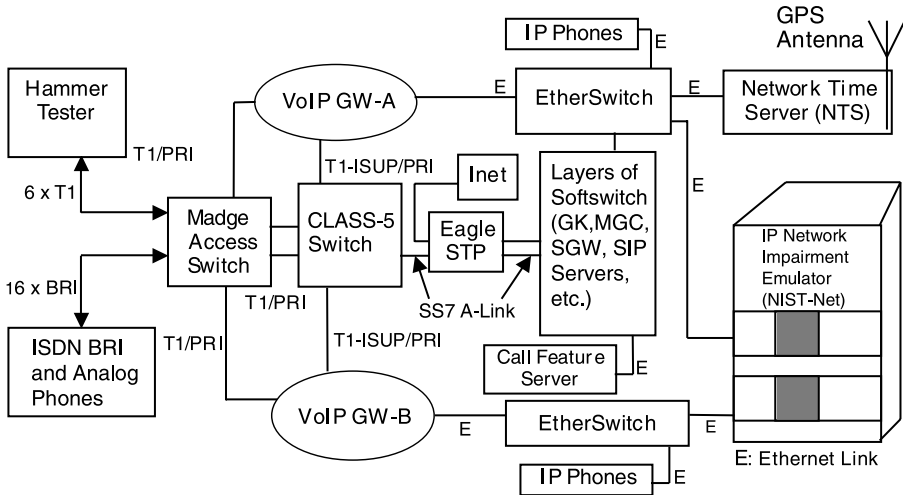 GPS
Antenna
IP Phones
E
Hammer
Tester
VoIP GW-A
E
EtherSwitch
E
Network Time
Server (NTS)
T1/PRI
T1-ISUP/PRI
Inet
E
6 x T1
Madge
Access
Switch
CLASS-5
Switch
Eagle
STP
Layers of
Softswitch
(GK,MGC,
SGW, SIP
Servers,
etc.)
IP Network
Impairment
Emulator
(NIST-Net)
16 x BRI
T1/PRI
SS7 A-Link
T1/PRI
T1-ISUP/PRI
ISDN BRI
and Analog
Phones
Call Feature
Server
E
VoIP GW-B
E
EtherSwitch
E
E: Ethernet Link
IP Phones
E